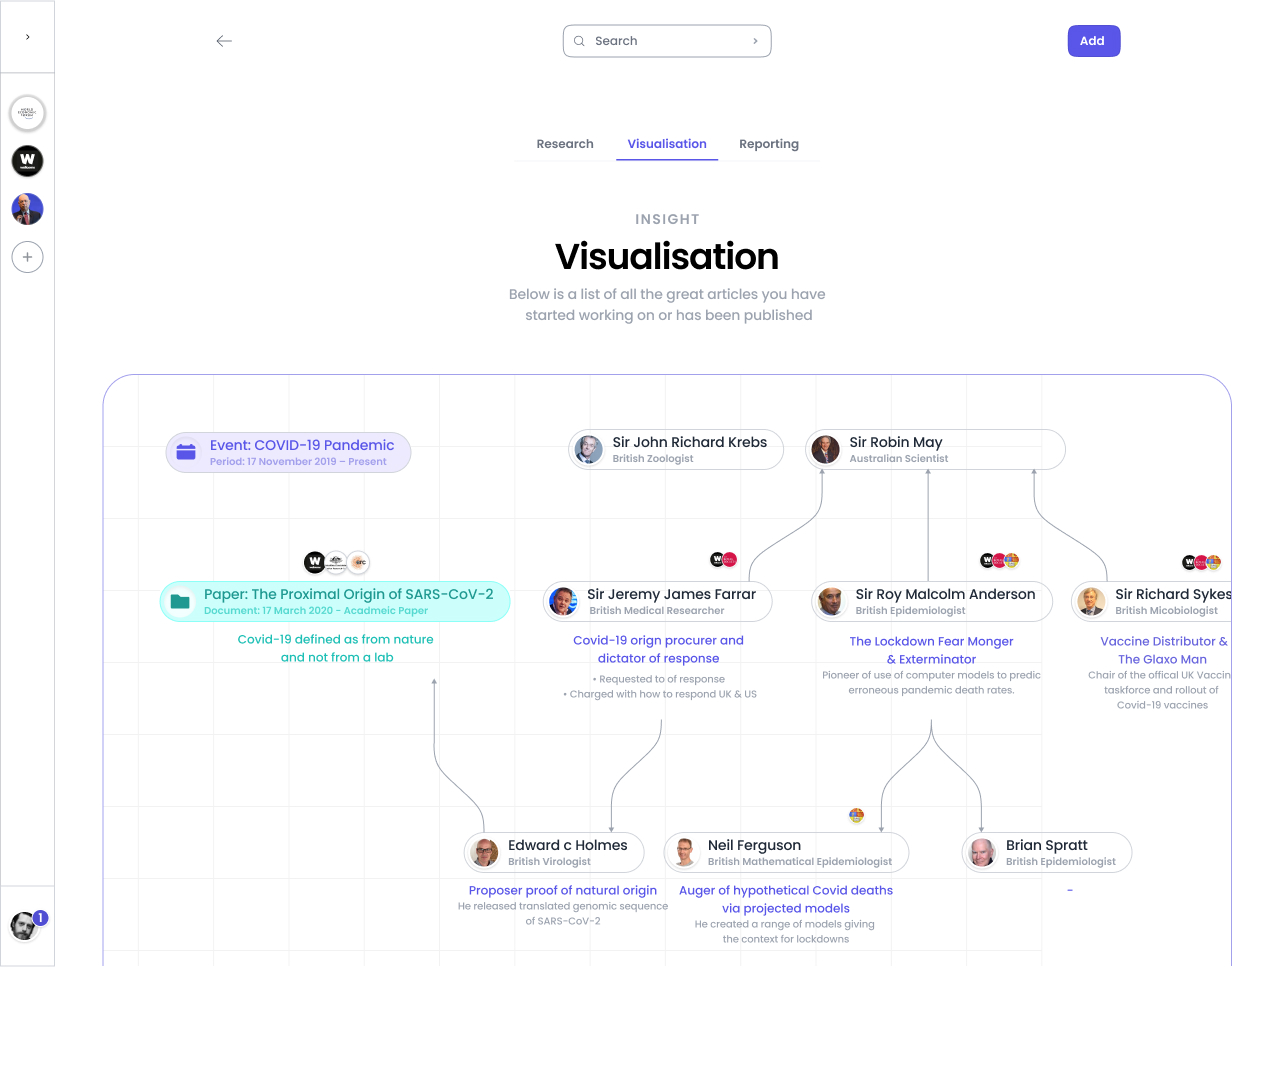 Search
Add
Research
Visualisation
Reporting
INSIGHT
Visualisation
Below is a list of all the great articles you have
started working on or has been published
Event: COVID-19 Pandemic
Period: 17 November 2019 – Present
Sir John Richard Krebs
British Zoologist
Sir Robin May
Australian Scientist
W
erc
W
W
W
Paper: The Proximal Origin of SARS-CoV-2
Document: 17 March 2020 - Acadmeic Paper
Covid-19 defined as from nature
and not from a lab
Sir Jeremy James Farrar
British Medical Researcher
Covid-19 orign procurer and
dictator of response
• Requested to of response
• Charged with how to respond UK & US
Sir Roy Malcolm Anderson
British Epidemiologist
The Lockdown Fear Monger
& Exterminator
Pioneer of use of computer models to predic
erroneous pandemic death rates.
Sir Richard Sykes
British Micobiologist
Vaccine Distributor &
The Glaxo Man
Chair of the offical UK Vaccin
taskforce and rollout of
Covid-19 vaccines
Edward c Holmes
British Virologist
Proposer proof of natural origin
He released translated genomic sequence
of SARS-CoV-2
Neil Ferguson
British Mathematical Epidemiologist
Auger of hypothetical Covid deaths
via projected models
He created a range of models giving
the context for lockdowns
Brian Spratt
British Epidemiologist
-
WORLD
ECONOMIC
FORUM
W
1